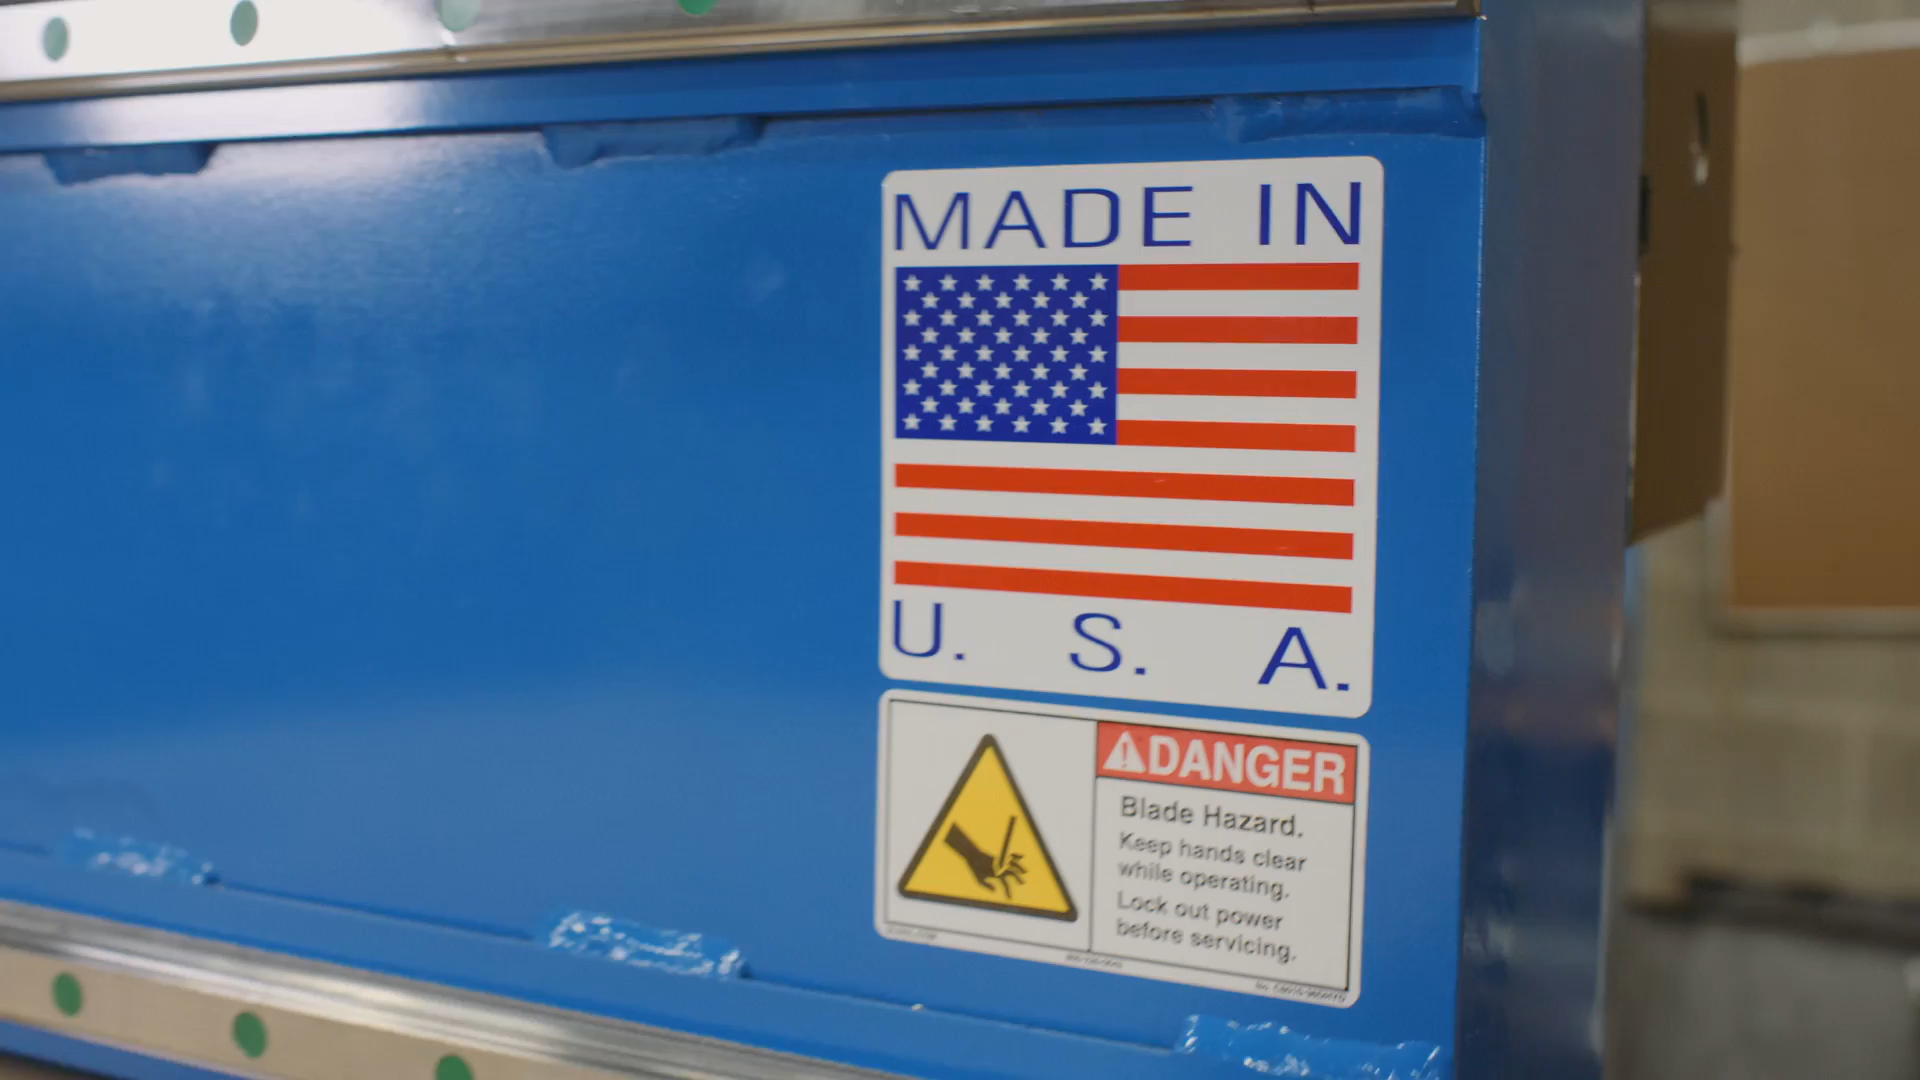 MADE IN
U. S. A.
DANGER
Blade Hazard.
Keep hands clear
while operating.
Lock out power
before servicing.